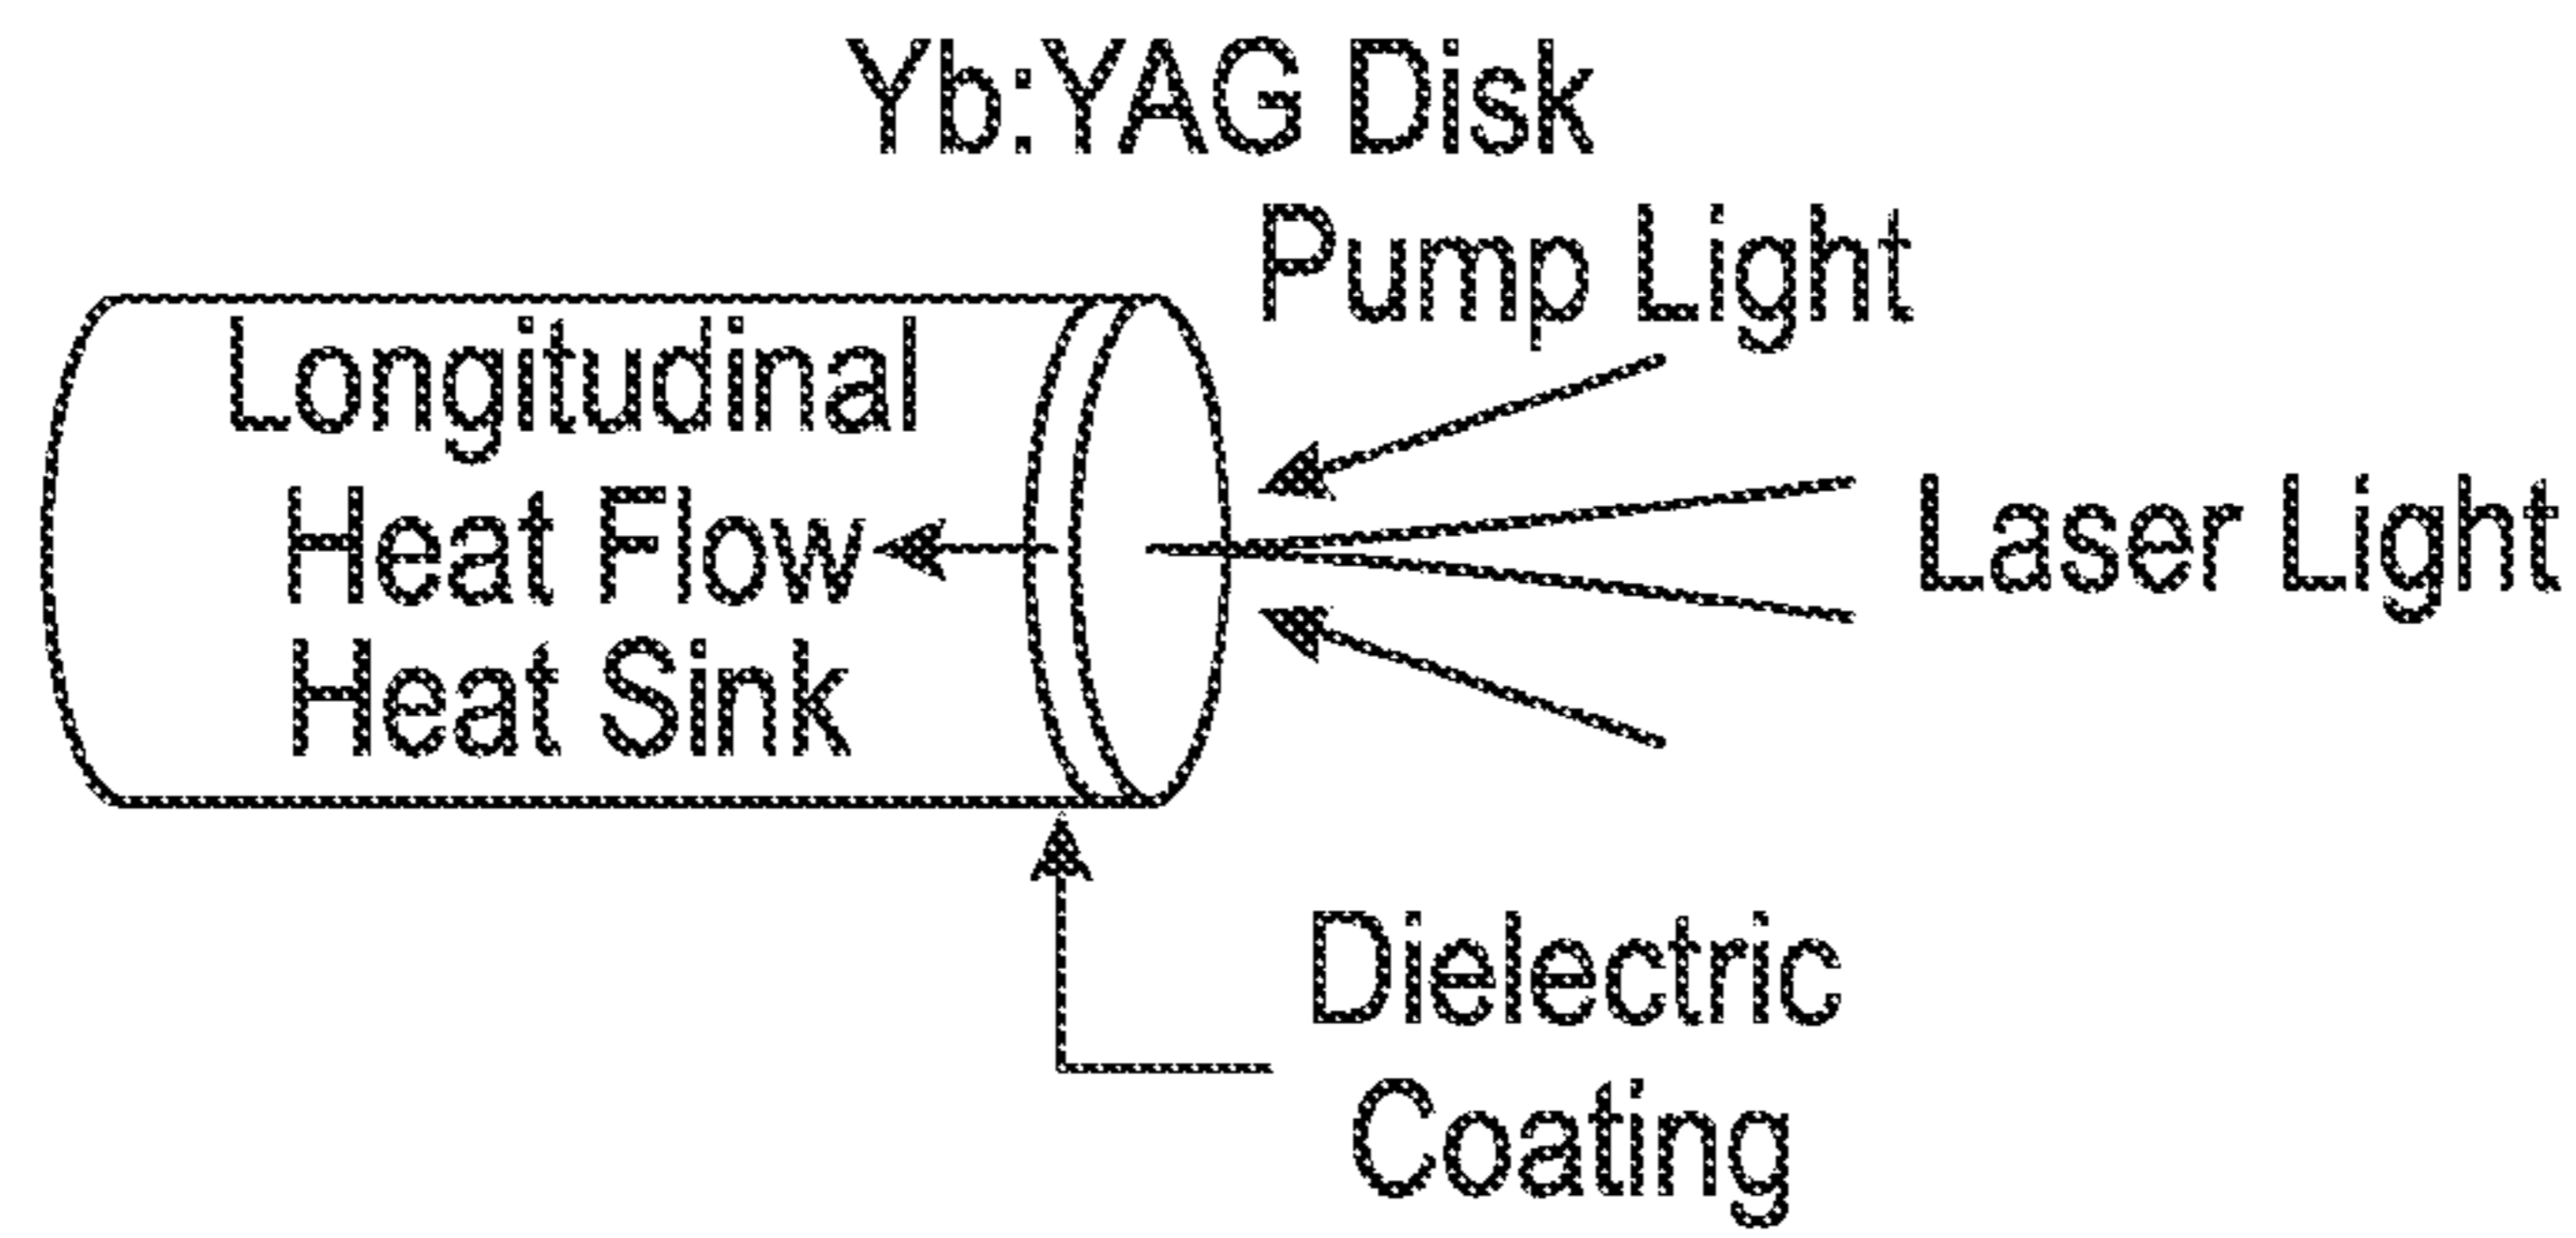 Yb:YAG Disk
Pump Light
Longitudinal
Heat Flow
Heat Sink
Laser Light
Dielectric
Coating